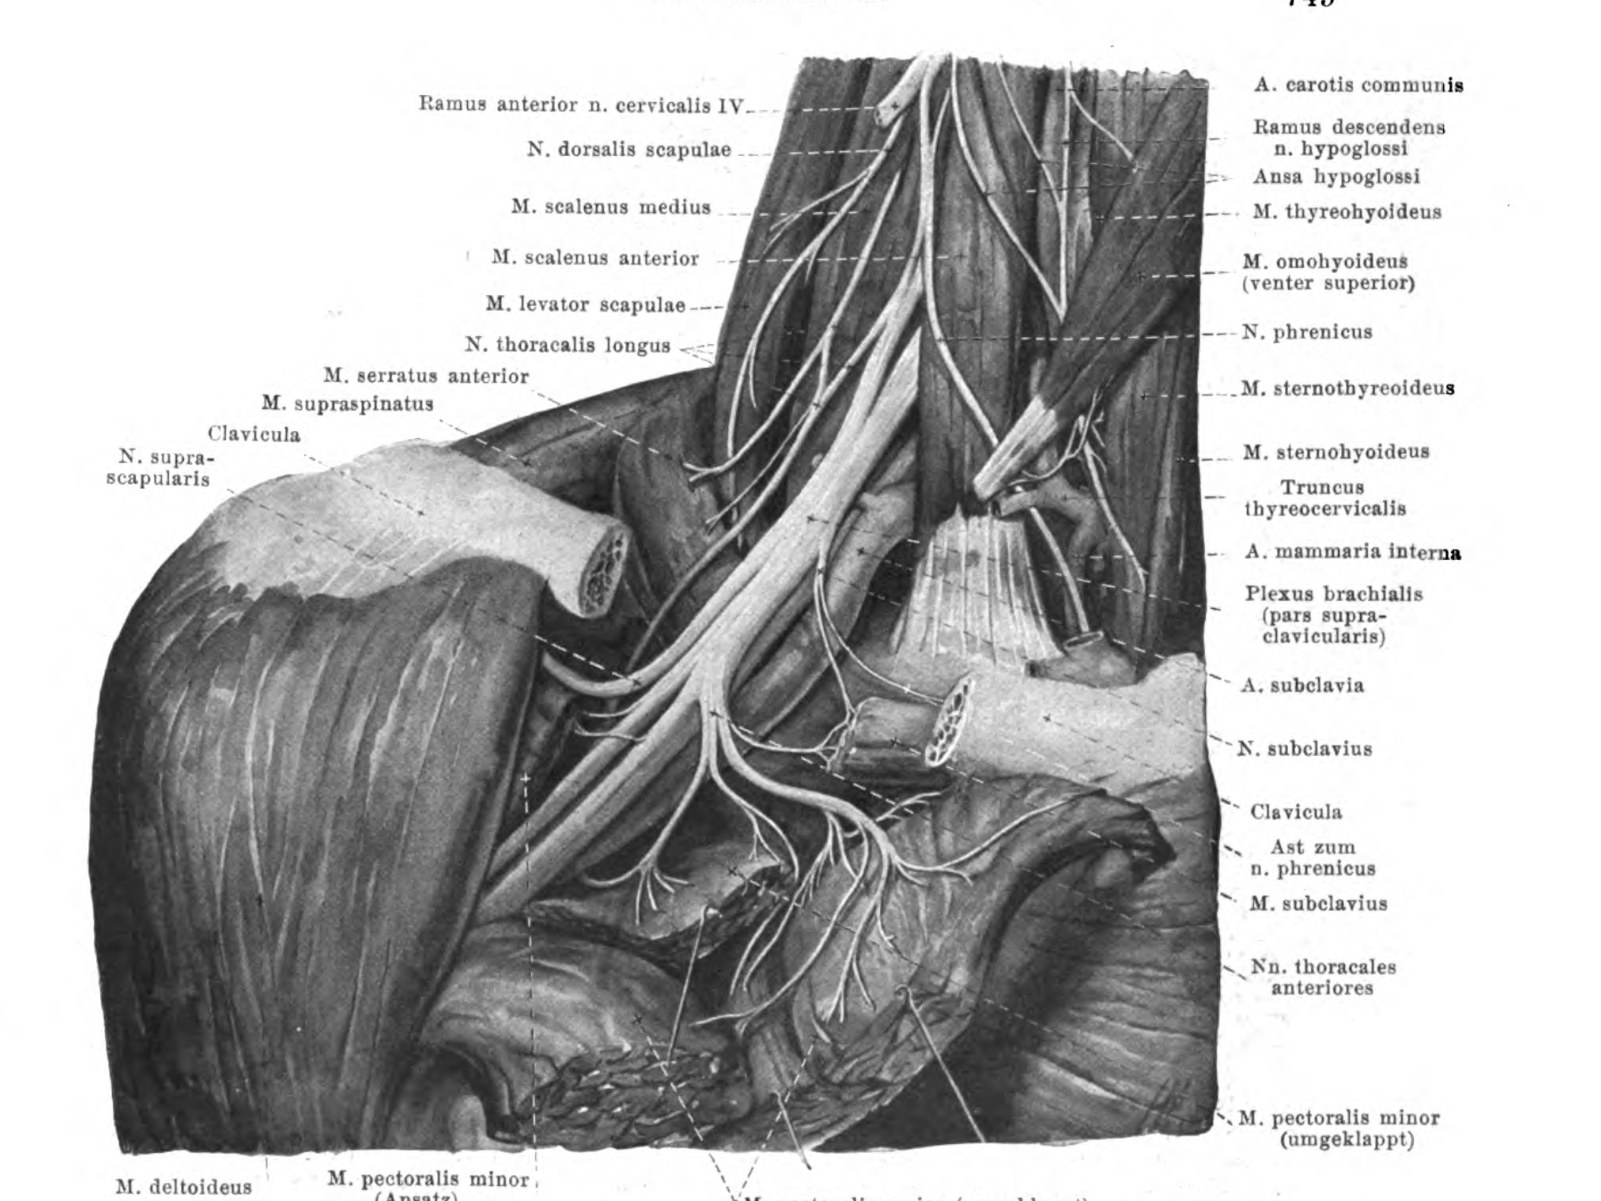 Ramus anterior n. cervicalis IV
N. dorsalis scapulae
M. scalenus medius
M. scalenus anterior
M. levator scapulae
N. thoracalis longus
M. serratus anterior
M. supraspinatus
Clavicula
N. supra-
scapularis
A. carotis communis
Ramus descendens
n. hypoglossi
Ansa hypoglossi
M. thyreohyoideus
M. omohyoideus
(venter superior)
N. phrenicus
M. sternothyreoideus
M. sternohyoideus
Truncus
thyreocervicalis
A. mammaria interna
Plexus brachialis
(pars supra-
clavicularis)
A. subclavia
N. subclavius
Clavicula
Ast zum
n. phrenicus
M. subclavius
Nn. thoracales
anteriores
M. pectoralis minor
(umgeklappt)
M. deltoideus
M. pectoralis minor
(Ansatz)